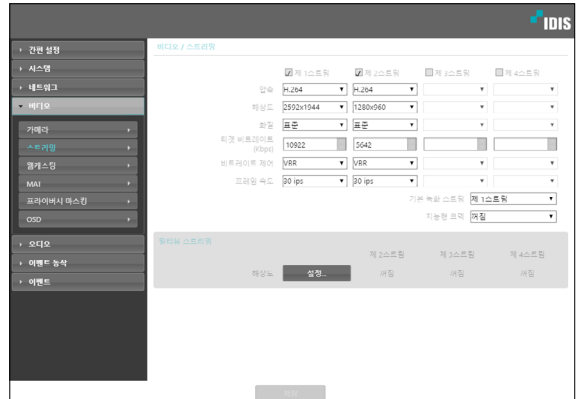 IDIS
간편 설정
시스템
네트워크
비디오
카메라
스트리밍
웹캐스팅
MAI
프라이버시 마스킹
OSD
오디오
이벤트 동작
이벤트
비디오 / 스트리밍
제 1스트림 제 2스트림 제 3스트림 제 4스트림
압축 H.264 H.264
해상도 2592x1944 1280x960
화질 표준 표준
타겟 비트레이트 (Kbps) 10922 5642
비트레이트 제어 VBR VBR
프레임 속도 30 ips 30 ips
기본 녹화 스트림 제 1스트림
지능형 코덱 꺼짐
멀티뷰 스트리밍
제 2스트림 제 3스트림 제 4스트림
해상도 설정... 꺼짐 꺼짐 꺼짐